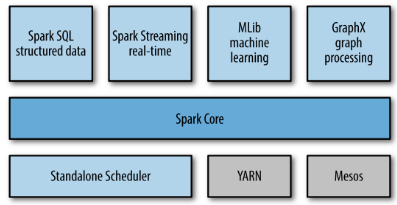 Spark SQL
structured data
Spark Streaming
real-time
MLib
machine
learning
GraphX
graph
processing
Spark Core
Standalone Scheduler
YARN
Mesos